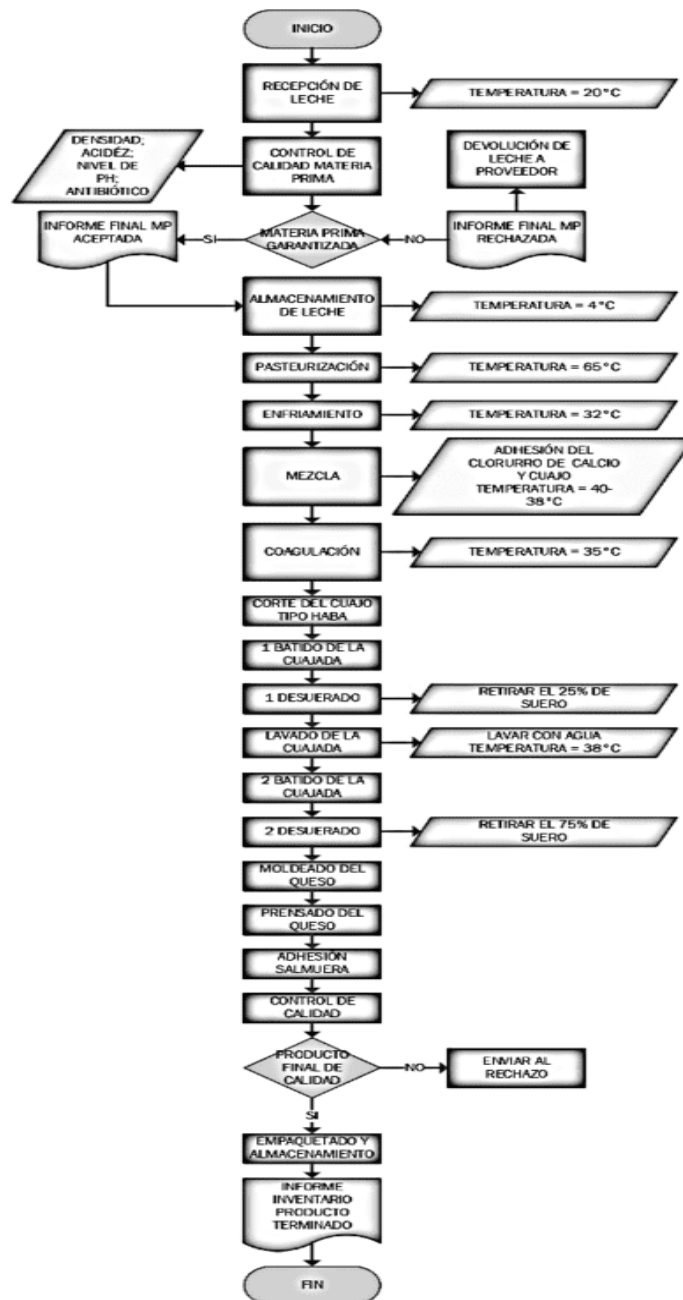 INICIO
RECEPCIÓN DE
LECHE
TEMPERATURA = 20°C
DENSIDAD;
ACIDÉZ;
NIVEL DE
PH;
ANTIBIÓTICO
CONTROL DE
CALIDAD MATERIA
PRIMA
DEVOLUCIÓN DE
LECHE A
PROVEEDOR
INFORME FINAL MP
ACEPTADA
SI
MATERIA PRIMA
GARANTIZADA
NO
INFORME FINAL MP
RECHAZADA
ALMACENAMIENTO
DE LECHE
TEMPERATURA = 4°C
PASTEURIZACIÓN
TEMPERATURA = 65°C
ENFRIAMIENTO
TEMPERATURA = 32°C
MEZCLA
ADHESIÓN DEL
CLORURRO DE CALCIO
Y CUAJO
TEMPERATURA = 40-
38°C
COAGULACIÓN
TEMPERATURA = 35°C
CORTE DEL CUAJO
TIPO HABA
1 BATIDO DE LA
CUAJADA
1 DESUERADO
RETIRAR EL 25% DE
SUERO
LAVADO DE LA
CUAJADA
LAVAR CON AGUA
TEMPERATURA = 38°C
2 BATIDO DE LA
CUAJADA
2 DESUERADO
RETIRAR EL 75% DE
SUERO
MOLDEADO DEL
QUESO
PRENSADO DEL
QUESO
ADHESIÓN
SALMUERA
CONTROL DE
CALIDAD
PRODUCTO
FINAL DE
CALIDAD
NO
ENVIAR AL
RECHAZO
SI
EMPAQUETADO Y
ALMACENAMIENTO
INFORME
INVENTARIO
PRODUCTO
TERMINADO
FIN